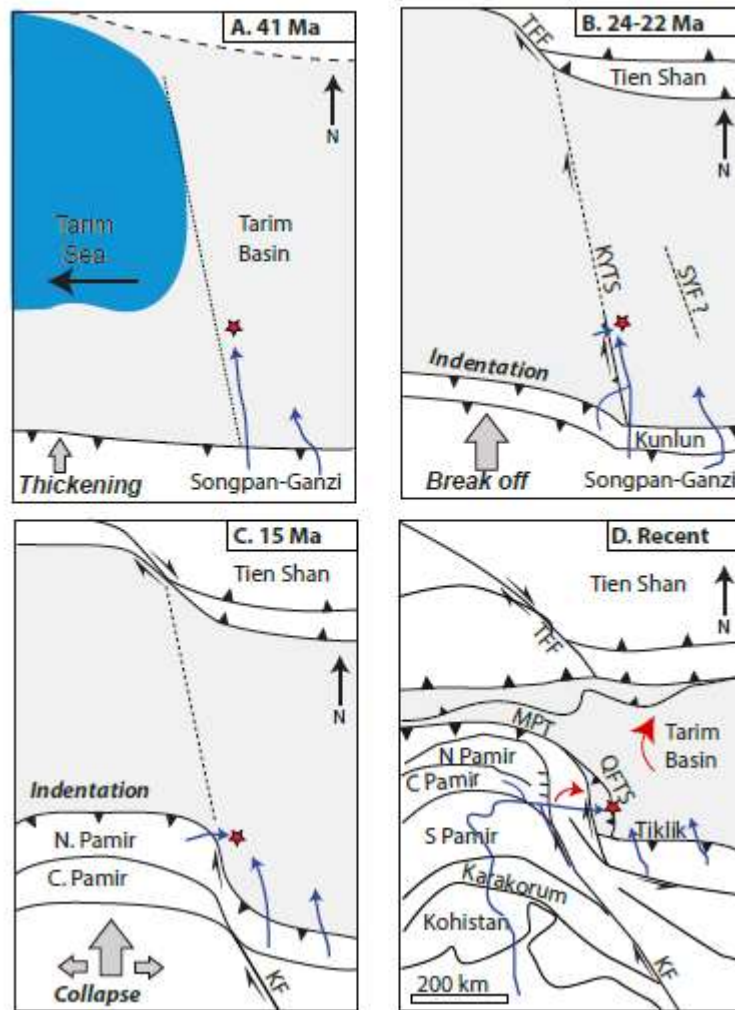 A. 41 Ma
N
Tarim
Sea
Tarim
Basin
Thickening
Songpan-Ganzi
B. 24-22 Ma
TFF
Tien Shan
N
KYTS
SYF ?
Indentation
Kunlun
Break off
Songpan-Ganzi
C. 15 Ma
Tien Shan
N
Indentation
N. Pamir
C. Pamir
KF
Collapse
D. Recent
Tien Shan
N
TFF
MPT
Tarim
Basin
N Pamir
QFTS
C Pamir
S Pamir
Tiklik
Karakorum
Kohistan
KF
200 km